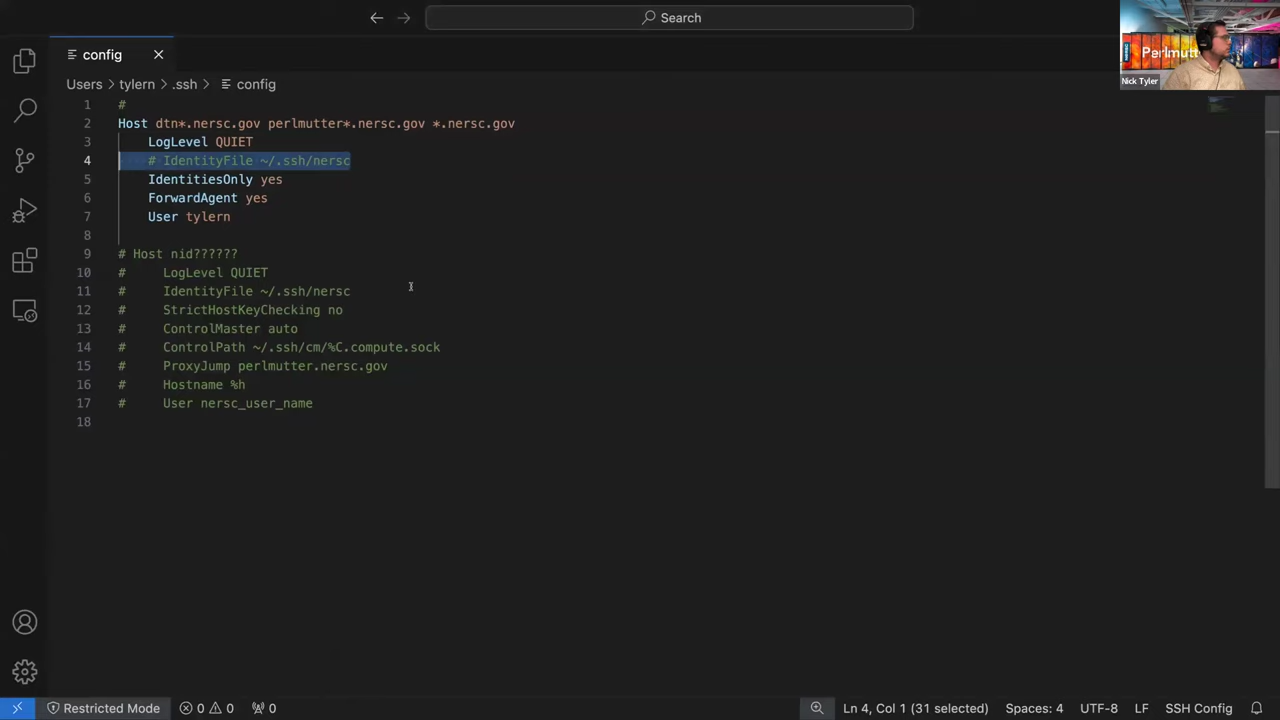 Search
Perlmutter
Nick Tyler
config
Users > tylern > .ssh > config
1 #
2 Host dtn*.nersc.gov perlmutter*.nersc.gov *.nersc.gov
3 LogLevel QUIET
4 # IdentityFile ~/.ssh/nersc
5 IdentitiesOnly yes
6 ForwardAgent yes
7 User tylern
8
9 # Host nid??????
10 # LogLevel QUIET
11 # IdentityFile ~/.ssh/nersc
12 # StrictHostKeyChecking no
13 # ControlMaster auto
14 # ControlPath ~/.ssh/cm/%C.compute.sock
15 # ProxyJump perlmutter.nersc.gov
16 # Hostname %h
17 # User nersc_user_name
18
Restricted Mode 0 0 0 Ln 4, Col 1 (31 selected) Spaces: 4 UTF-8 LF SSH Config